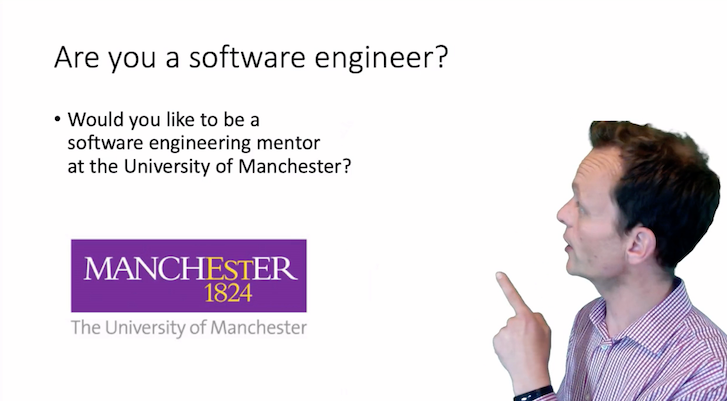 Are you a software engineer?
• Would you like to be a
software engineering mentor
at the University of Manchester?
MANCHEstER
1824
The University of Manchester